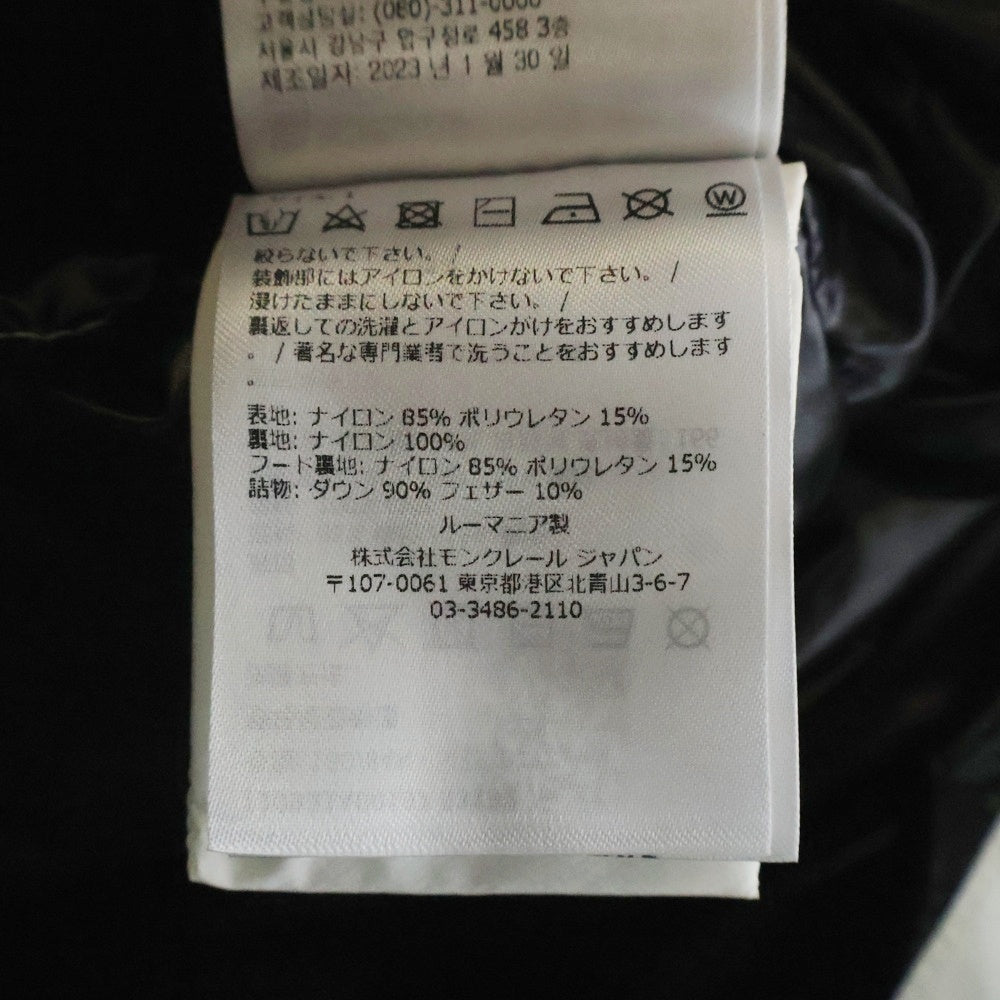 고객상담실: (080)-311-0000
서울시 강남구 압구정로 458 3층
제조일자: 2023 년 1 월 30 일
W
絞らないで下さい。 /
装飾部にはアイロンをかけないで下さい。 /
浸けたままにしないで下さい。 /
裏返しての洗濯とアイロンがけをおすすめします
。 / 著名な専門業者で洗うことをおすすめします
。
表地: ナイロン 85% ポリウレタン 15%
裏地: ナイロン 100%
フード裏地: ナイロン 85% ポリウレタン 15%
詰物: ダウン 90% フェザー 10%
ルーマニア製
株式会社モンクレール ジャパン
〒107-0061 東京都港区北青山3-6-7
03-3486-2110